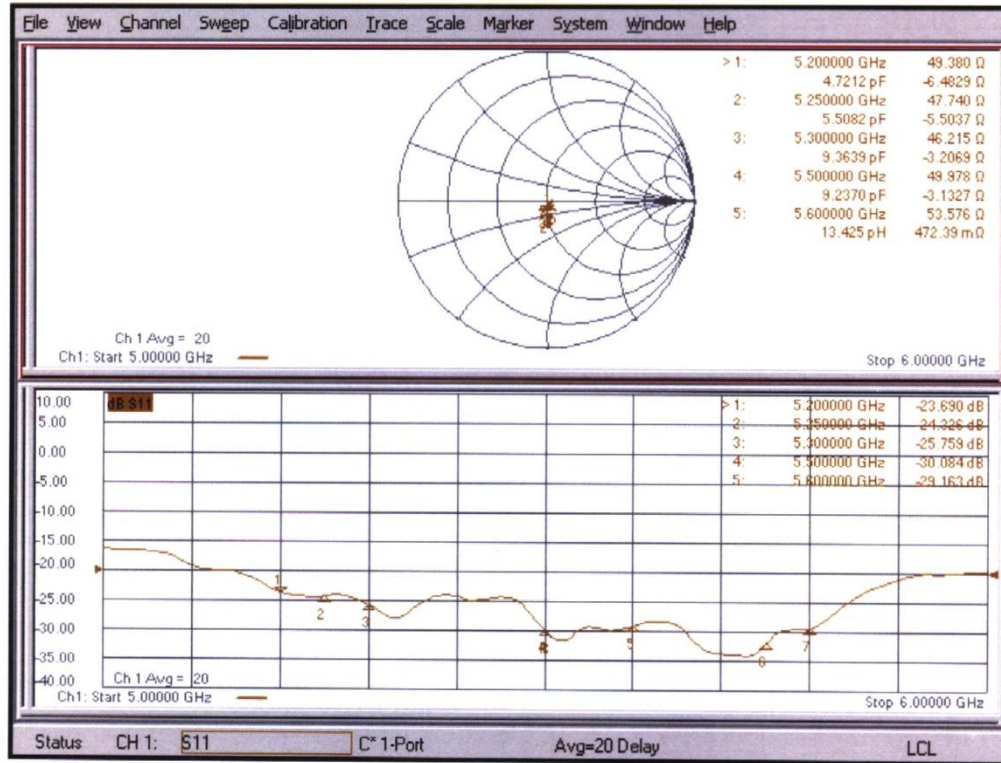 File View Channel Sweep Calibration Trace Scale Marker System Window Help
> 1: 5.200000 GHz 49.380 Ω
4.7212 pF -6.4829 Ω
2: 5.250000 GHz 47.740 Ω
5.5082 pF -5.5037 Ω
3: 5.300000 GHz 46.215 Ω
9.3639 pF -3.2069 Ω
4: 5.500000 GHz 49.978 Ω
9.2370 pF -3.1327 Ω
5: 5.600000 GHz 53.576 Ω
13.425 pH 472.39 mΩ
Ch 1 Avg = 20
Ch1: Start 5.00000 GHz
Stop 6.00000 GHz
10.00
5.00
0.00
-5.00
-10.00
-15.00
-20.00
-25.00
-30.00
-35.00
-40.00
dB S11
> 1: 5.200000 GHz -23.690 dB
2: 5.250000 GHz -24.326 dB
3: 5.300000 GHz -25.759 dB
4: 5.500000 GHz -30.084 dB
5: 5.600000 GHz -29.163 dB
1
2
3
4
5
6
7
Ch 1 Avg = 20
Ch1: Start 5.00000 GHz
Stop 6.00000 GHz
Status CH 1: S11 C* 1-Port Avg=20 Delay LCL